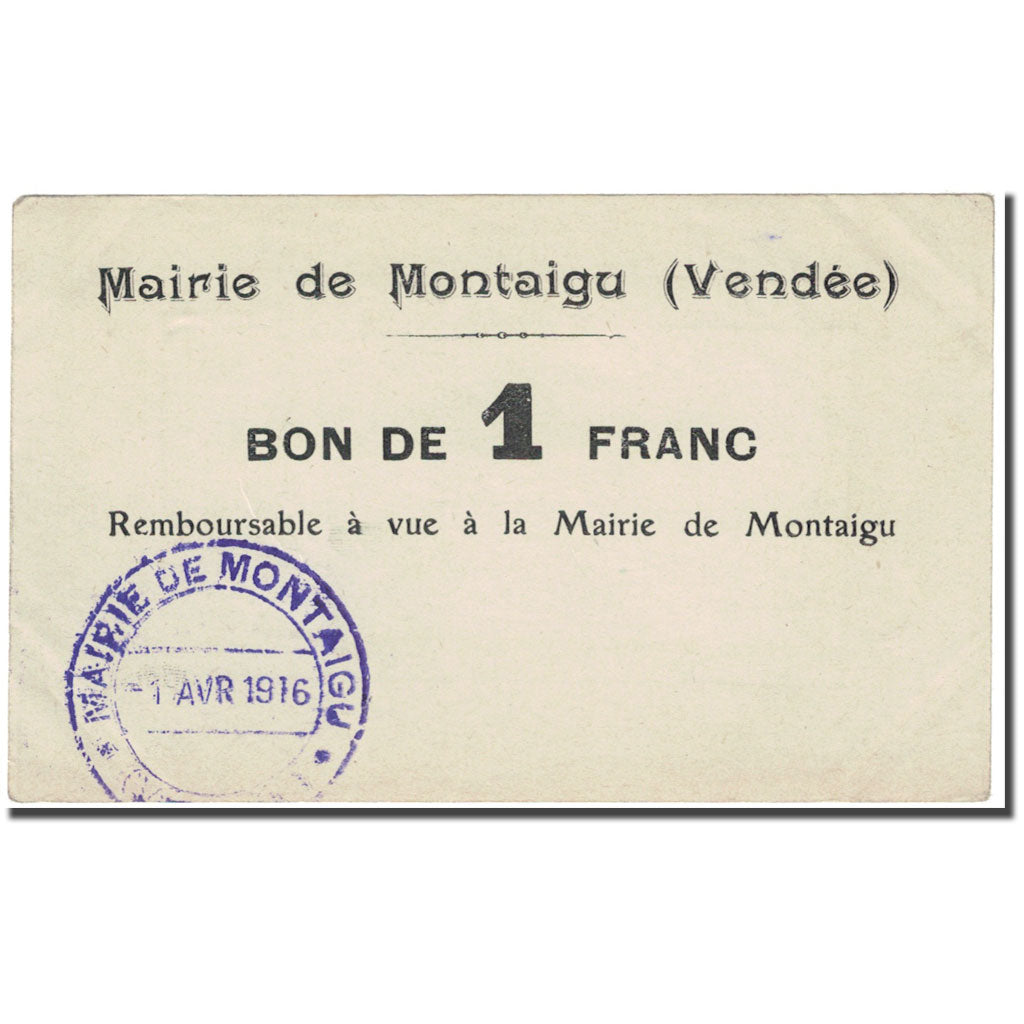 Mairie de Montaigu (Vendée)
BON DE 1 FRANC
Remboursable à vue à la Mairie de Montaigu
MAIRIE DE MONTAIGU
-1 AVR 1916